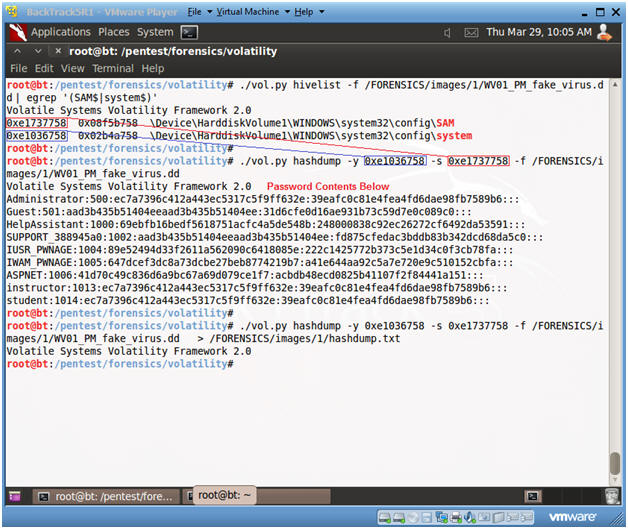 BackTrack5R1 - VMware Player File Virtual Machine Help
Applications Places System Thu Mar 29, 10:05 AM
root@bt: /pentest/forensics/volatility
File Edit View Terminal Help
root@bt:/pentest/forensics/volatility# ./vol.py hivelist -f /FORENSICS/images/1/WV01_PM_fake_virus.d
d | egrep '(SAM$|system$)'
Volatile Systems Volatility Framework 2.0
0xe1737758 0x08f5b758 \Device\HarddiskVolume1\WINDOWS\system32\config\SAM
0xe1036758 0x02b4a758 \Device\HarddiskVolume1\WINDOWS\system32\config\system
root@bt:/pentest/forensics/volatility#
root@bt:/pentest/forensics/volatility# ./vol.py hashdump -y 0xe1036758 -s 0xe1737758 -f /FORENSICS/i
mages/1/WV01_PM_fake_virus.dd
Volatile Systems Volatility Framework 2.0 Password Contents Below
Administrator:500:ec7a7396c412a443ec5317c5f9ff632e:39eafc0c81e4fea4fd6dae98fb7589b6:::
Guest:501:aad3b435b51404eeaad3b435b51404ee:31d6cfe0d16ae931b73c59d7e0c089c0:::
HelpAssistant:1000:69ebfb16bedf5618751acfc4a5de548b:248000838c92ec26272cf6492da53591:::
SUPPORT_388945a0:1002:aad3b435b51404eeaad3b435b51404ee:fd875cfedac3bddb83b342dcd68da5c0:::
IUSR_PWNAGE:1004:89e52494d33f2611a562090c6418085e:222c1425772b373c5e1d34c0f3cb78fa:::
IWAM_PWNAGE:1005:647dcef3dc8a73dcbe27beb8774219b7:a41e644aa92c5a7e720e9c510152cbfa:::
ASPNET:1006:41d70c49c836d6a9bc67a69d079ce1f7:acbdb48ecd0825b41107f2f84441a151:::
instructor:1013:ec7a7396c412a443ec5317c5f9ff632e:39eafc0c81e4fea4fd6dae98fb7589b6:::
student:1014:ec7a7396c412a443ec5317c5f9ff632e:39eafc0c81e4fea4fd6dae98fb7589b6:::
root@bt:/pentest/forensics/volatility#
root@bt:/pentest/forensics/volatility# ./vol.py hashdump -y 0xe1036758 -s 0xe1737758 -f /FORENSICS/i
mages/1/WV01_PM_fake_virus.dd > /FORENSICS/images/1/hashdump.txt
Volatile Systems Volatility Framework 2.0
root@bt:/pentest/forensics/volatility#
root@bt: /pentest/fore... root@bt: ~
vmware